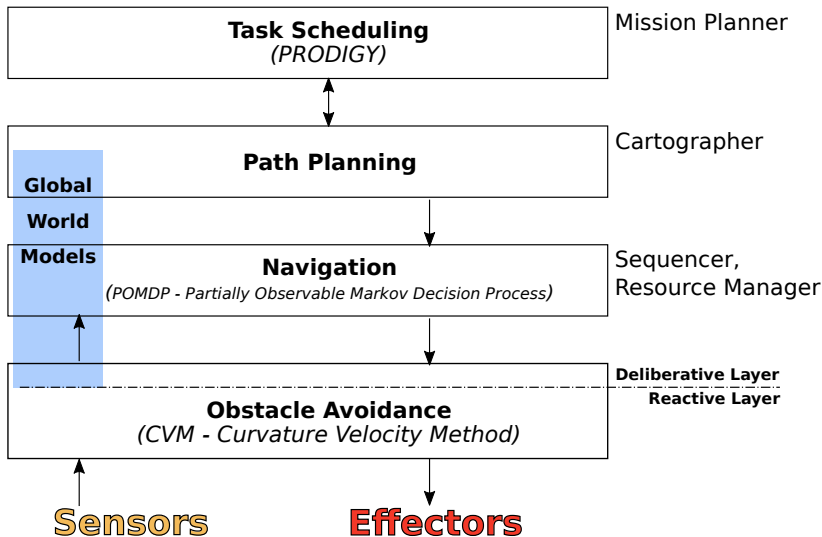 Task Scheduling
(PRODIGY)
Mission Planner
Path Planning
Cartographer
Global
World
Models
Navigation
(POMDP - Partially Observable Markov Decision Process)
Sequencer,
Resource Manager
Deliberative Layer
Reactive Layer
Obstacle Avoidance
(CVM - Curvature Velocity Method)
Sensors
Effectors